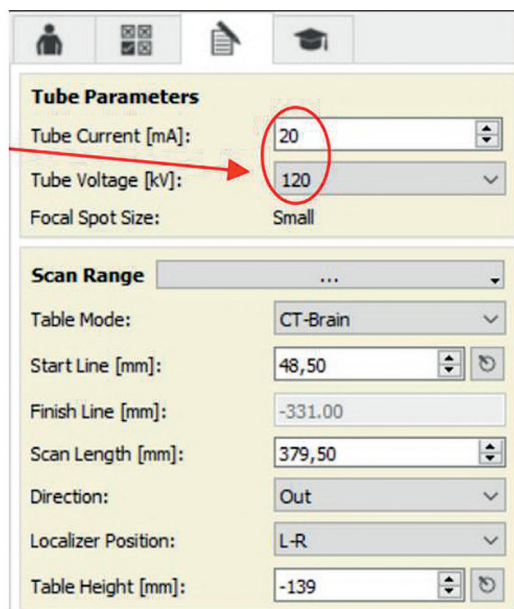 Tube Parameters
Tube Current [mA]: 20
Tube Voltage [kV]: 120
Focal Spot Size: Small
Scan Range ...
Table Mode: CT-Brain
Start Line [mm]: 48,50
Finish Line [mm]: -331.00
Scan Length [mm]: 379,50
Direction: Out
Localizer Position: L-R
Table Height [mm]: -139